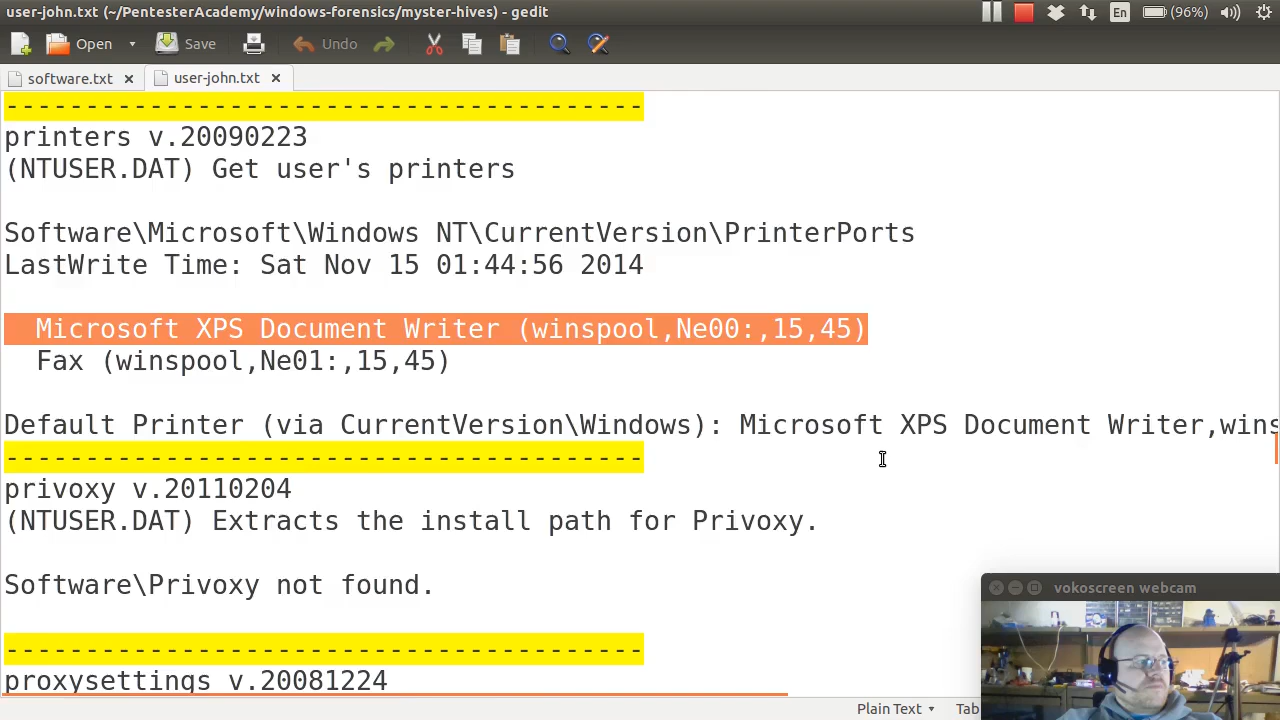 user-john.txt (~/PentesterAcademy/windows-forensics/myster-hives) - gedit
En (96%)
Open Save Undo
software.txt × user-john.txt ×
----------------------------------------
printers v.20090223
(NTUSER.DAT) Get user's printers
Software\Microsoft\Windows NT\CurrentVersion\PrinterPorts
LastWrite Time: Sat Nov 15 01:44:56 2014
Microsoft XPS Document Writer (winspool,Ne00:,15,45)
Fax (winspool,Ne01:,15,45)
Default Printer (via CurrentVersion\Windows): Microsoft XPS Document Writer,wins
----------------------------------------
privoxy v.20110204
(NTUSER.DAT) Extracts the install path for Privoxy.
Software\Privoxy not found.
----------------------------------------
proxysettings v.20081224
vokoscreen webcam
Plain Text Tab